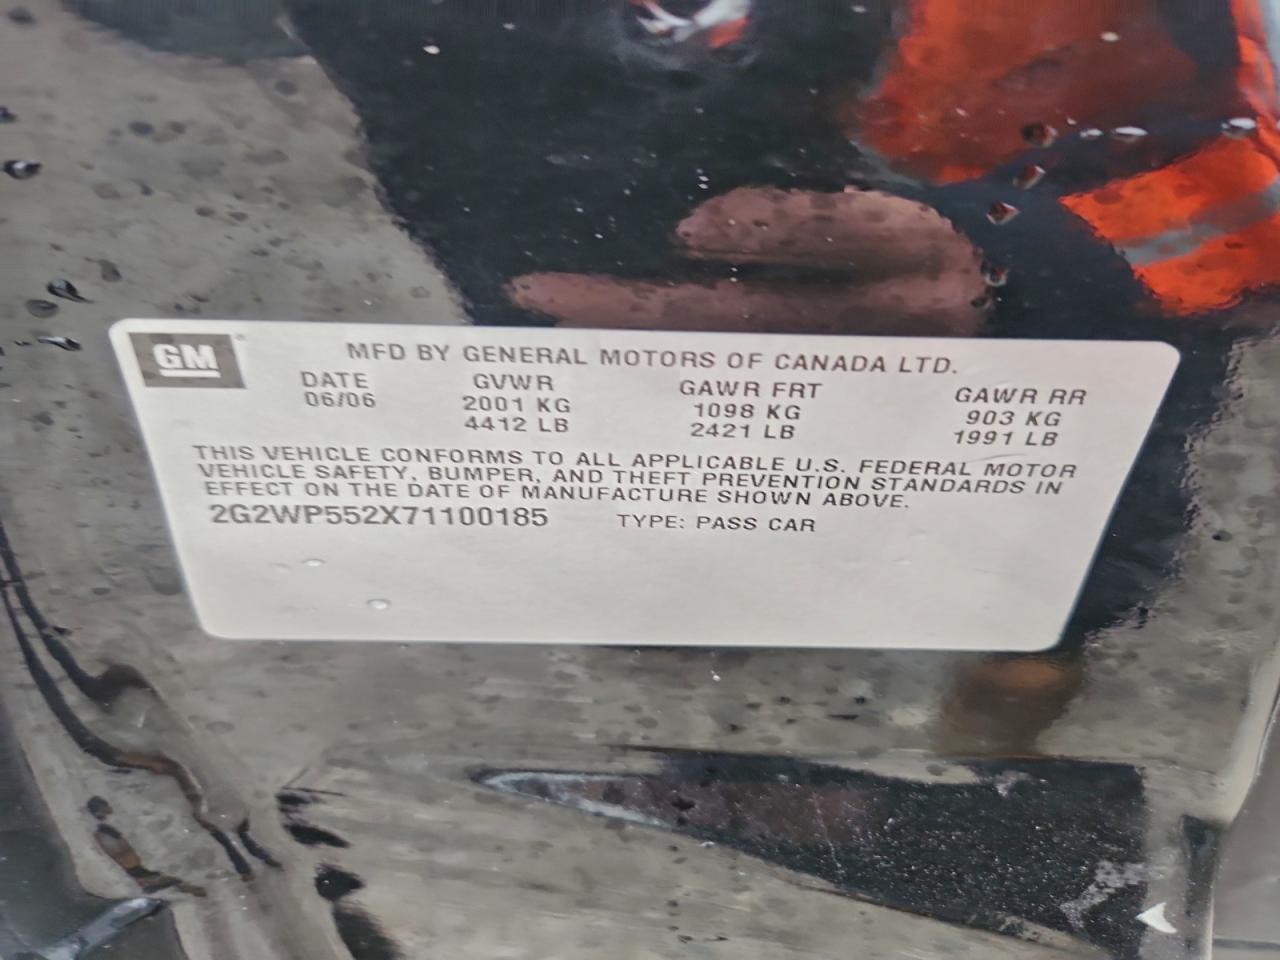 GM
MFD BY GENERAL MOTORS OF CANADA LTD.
DATE GVWR GAWR FRT GAWR RR
06/06 2001 KG 1098 KG 903 KG
4412 LB 2421 LB 1991 LB
THIS VEHICLE CONFORMS TO ALL APPLICABLE U.S. FEDERAL MOTOR
VEHICLE SAFETY, BUMPER, AND THEFT PREVENTION STANDARDS IN
EFFECT ON THE DATE OF MANUFACTURE SHOWN ABOVE.
2G2WP552X71100185 TYPE: PASS CAR